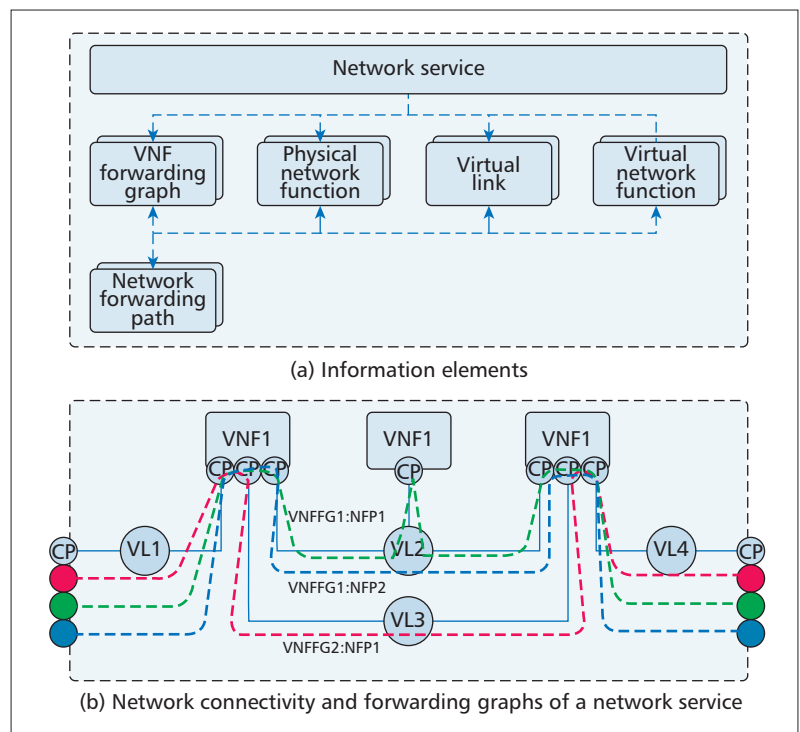 Network service
VNF
forwarding
graph
Physical
network
function
Virtual
link
Virtual
network
function
Network
forwarding
path
(a) Information elements
VNF1
VNF1
VNF1
CP
CP
CP
CP
CP
CP
CP
VNFFG1:NFP1
CP
VL1
VL2
VL4
CP
VNFFG1:NFP2
VL3
VNFFG2:NFP1
(b) Network connectivity and forwarding graphs of a network service